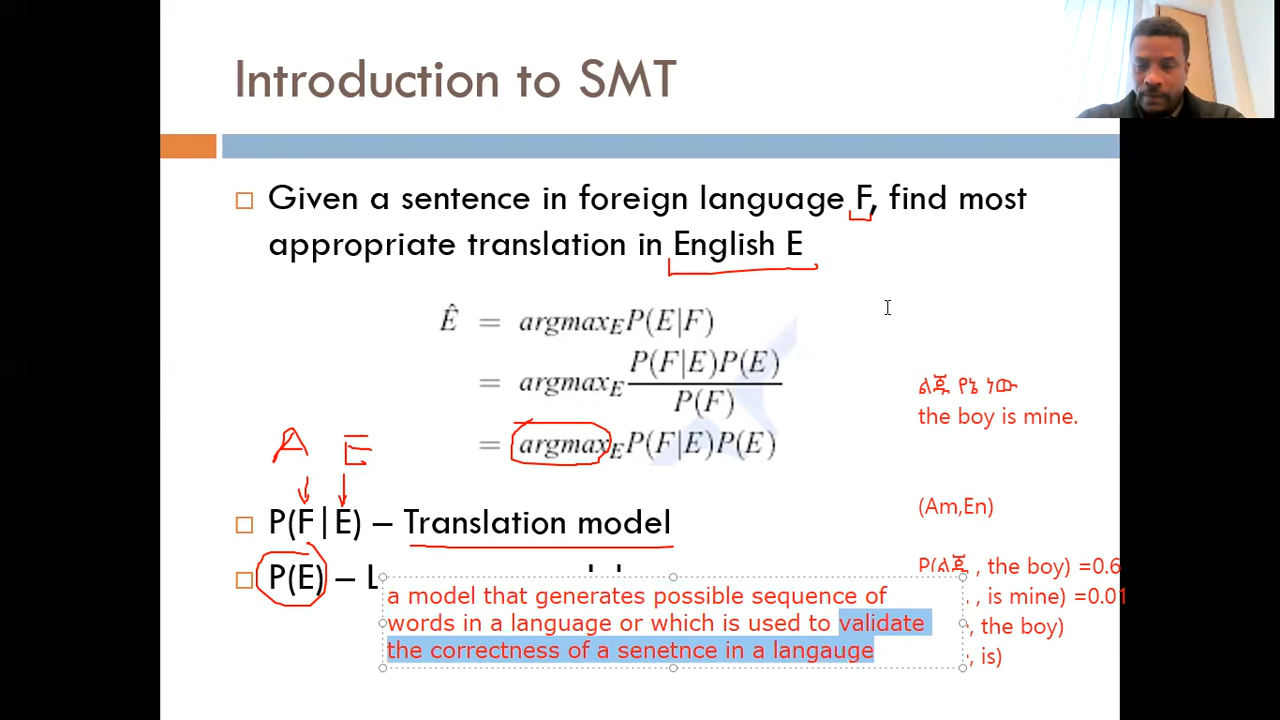 Introduction to SMT
Given a sentence in foreign language F, find most
appropriate translation in English E
Ê = argmax_E P(E|F)
= argmax_E P(F|E)P(E) / P(F)
= argmax_E P(F|E)P(E)
ልጁ የኔ ነው
the boy is mine.
A E
(Am,En)
P(F|E) – Translation model
P(ልጁ , the boy) =0.6
P(E) – L
, is mine) =0.01
, the boy)
, is)
a model that generates possible sequence of
words in a language or which is used to validate
the correctness of a senetnce in a langauge